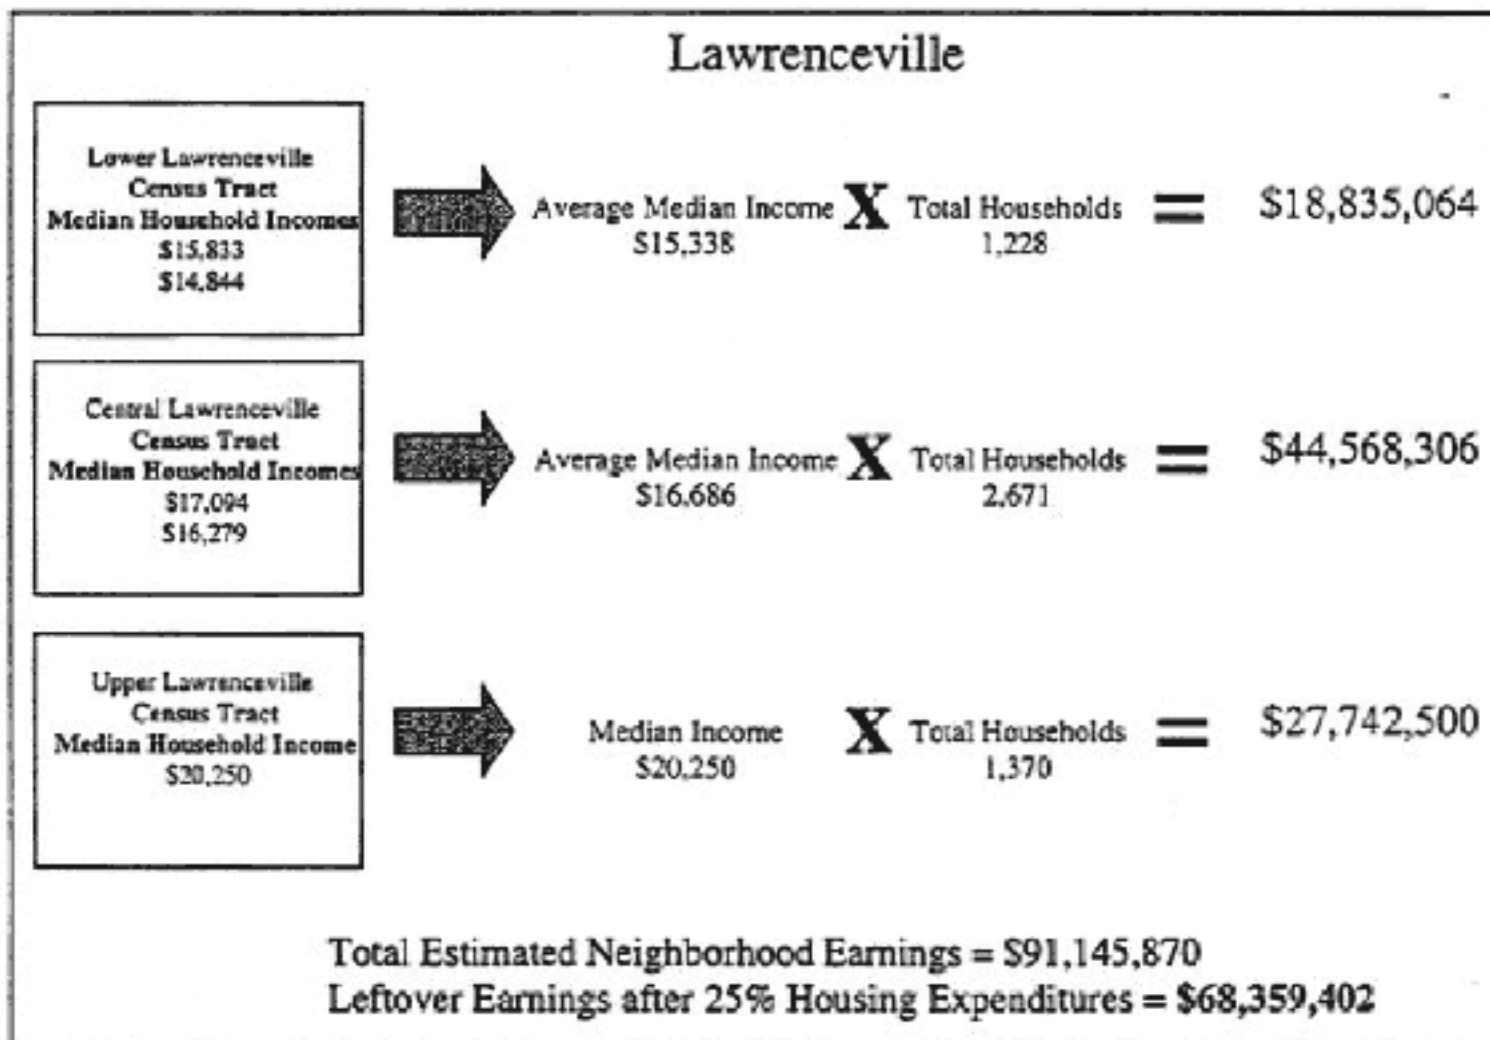 Lawrenceville
Lower Lawrenceville
Census Tract
Median Household Incomes
$15,833
$14,844
Average Median Income X Total Households = $18,835,064
$15,338 1,228
Central Lawrenceville
Census Tract
Median Household Incomes
$17,094
$16,279
Average Median Income X Total Households = $44,568,306
$16,686 2,671
Upper Lawrenceville
Census Tract
Median Household Income
$20,250
Median Income X Total Households = $27,742,500
$20,250 1,370
Total Estimated Neighborhood Earnings = $91,145,870
Leftover Earnings after 25% Housing Expenditures = $68,359,402